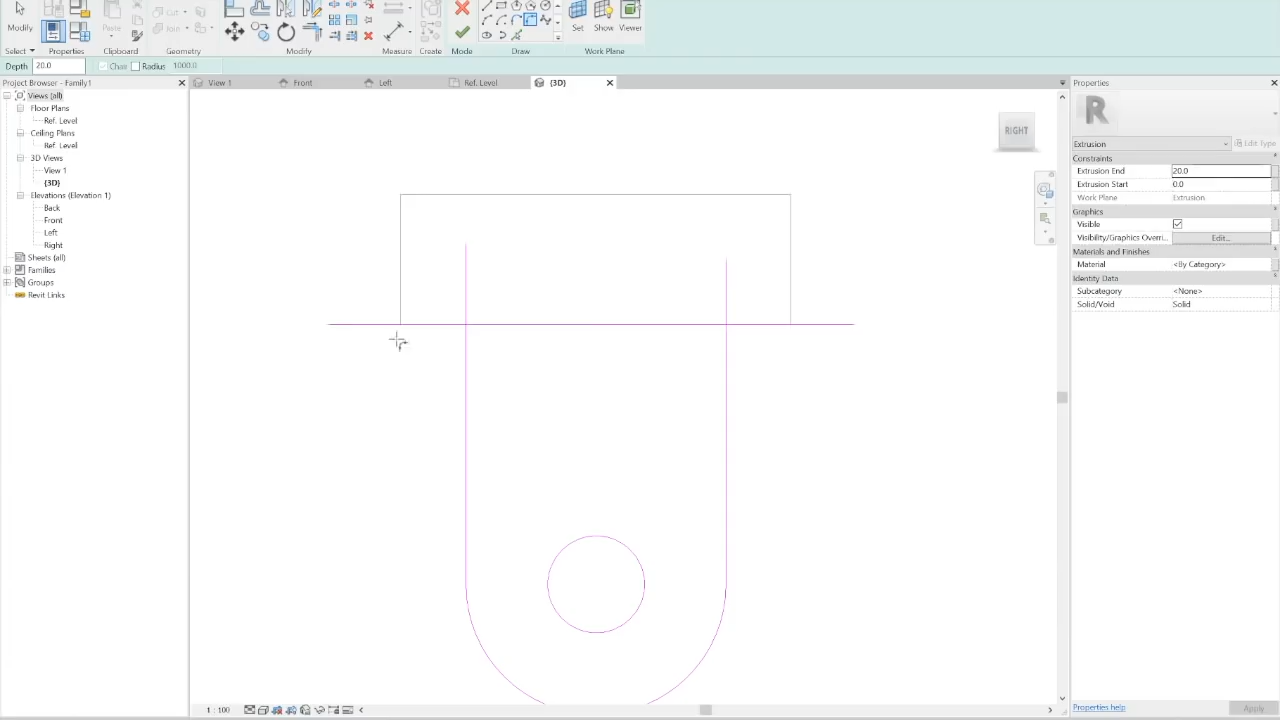 Modify
Cut
Join
Paste
Set
Show
Viewer
Select
Properties
Clipboard
Geometry
Modify
Measure
Create
Mode
Draw
Work Plane
Depth 20.0 Chain Radius 1000.0
Project Browser - Family1
View 1
Front
Left
Ref. Level
(3D)
Properties
Views (all)
Floor Plans
Ref. Level
Ceiling Plans
Ref. Level
3D Views
View 1
{3D}
Elevations (Elevation 1)
Back
Front
Left
Right
Sheets (all)
Families
Groups
Revit Links
RIGHT
R
Extrusion
Edit Type
Constraints
Extrusion End 20.0
Extrusion Start 0.0
Work Plane Extrusion
Graphics
Visible
Visibility/Graphics Overri... Edit...
Materials and Finishes
Material <By Category>
Identity Data
Subcategory <None>
Solid/Void Solid
1 : 100
Properties help
Apply